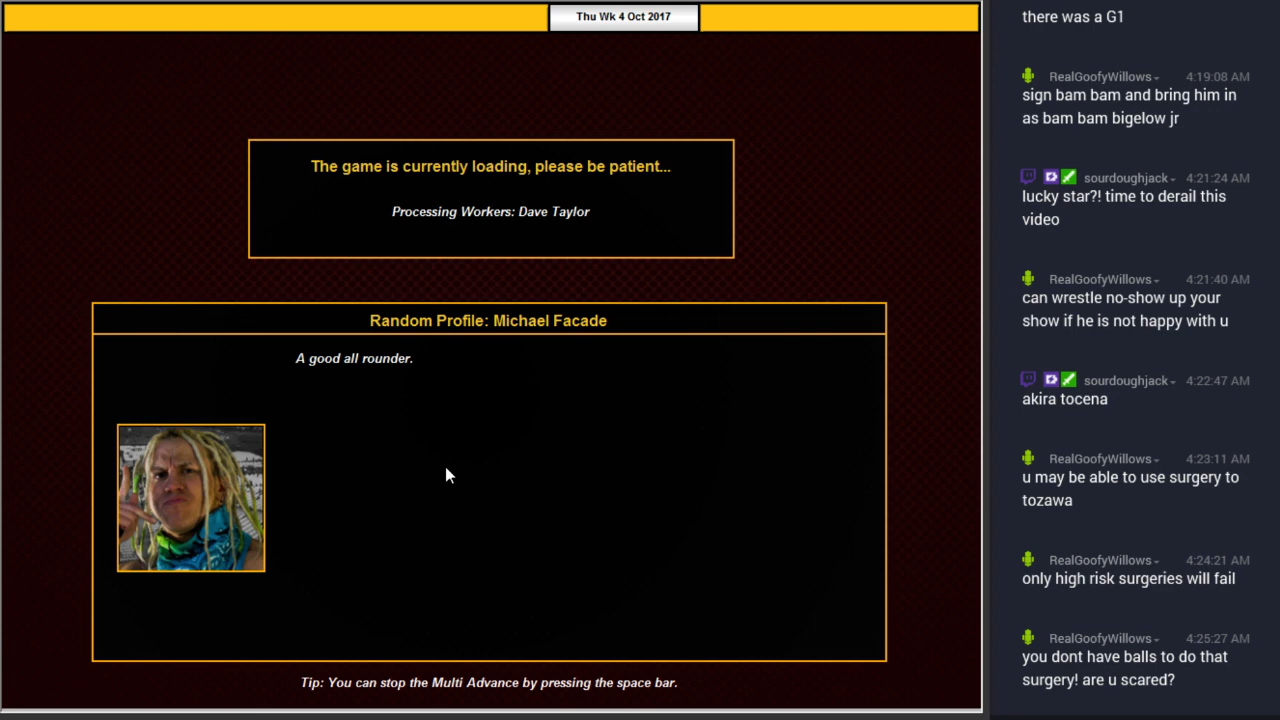 Thu Wk 4 Oct 2017
The game is currently loading, please be patient...
Processing Workers: Dave Taylor
Random Profile: Michael Facade
A good all rounder.
Tip: You can stop the Multi Advance by pressing the space bar.
there was a G1
RealGoofyWillows 4:19:08 AM
sign bam bam and bring him in
as bam bam bigelow jr
sourdoughjack 4:21:24 AM
lucky star?! time to derail this
video
RealGoofyWillows 4:21:40 AM
can wrestle no-show up your
show if he is not happy with u
sourdoughjack 4:22:47 AM
akira tocena
RealGoofyWillows 4:23:11 AM
u may be able to use surgery to
tozawa
RealGoofyWillows 4:24:21 AM
only high risk surgeries will fail
RealGoofyWillows 4:25:27 AM
you dont have balls to do that
surgery! are u scared?